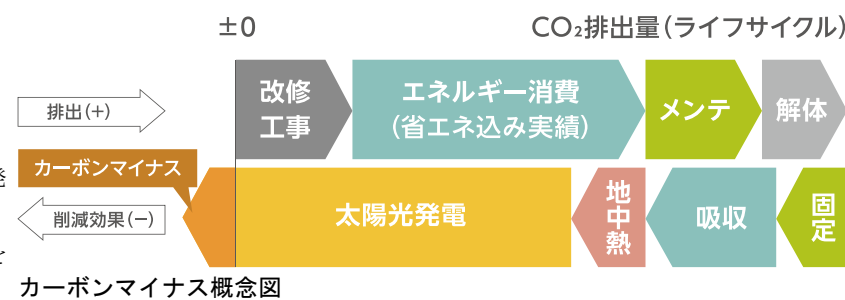 ±0
CO₂排出量(ライフサイクル)
排出(+)
改修
工事
エネルギー消費
(省エネ込み実績)
メンテ
解体
カーボンマイナス
削減効果(−)
太陽光発電
地中熱
吸収
固定
カーボンマイナス概念図